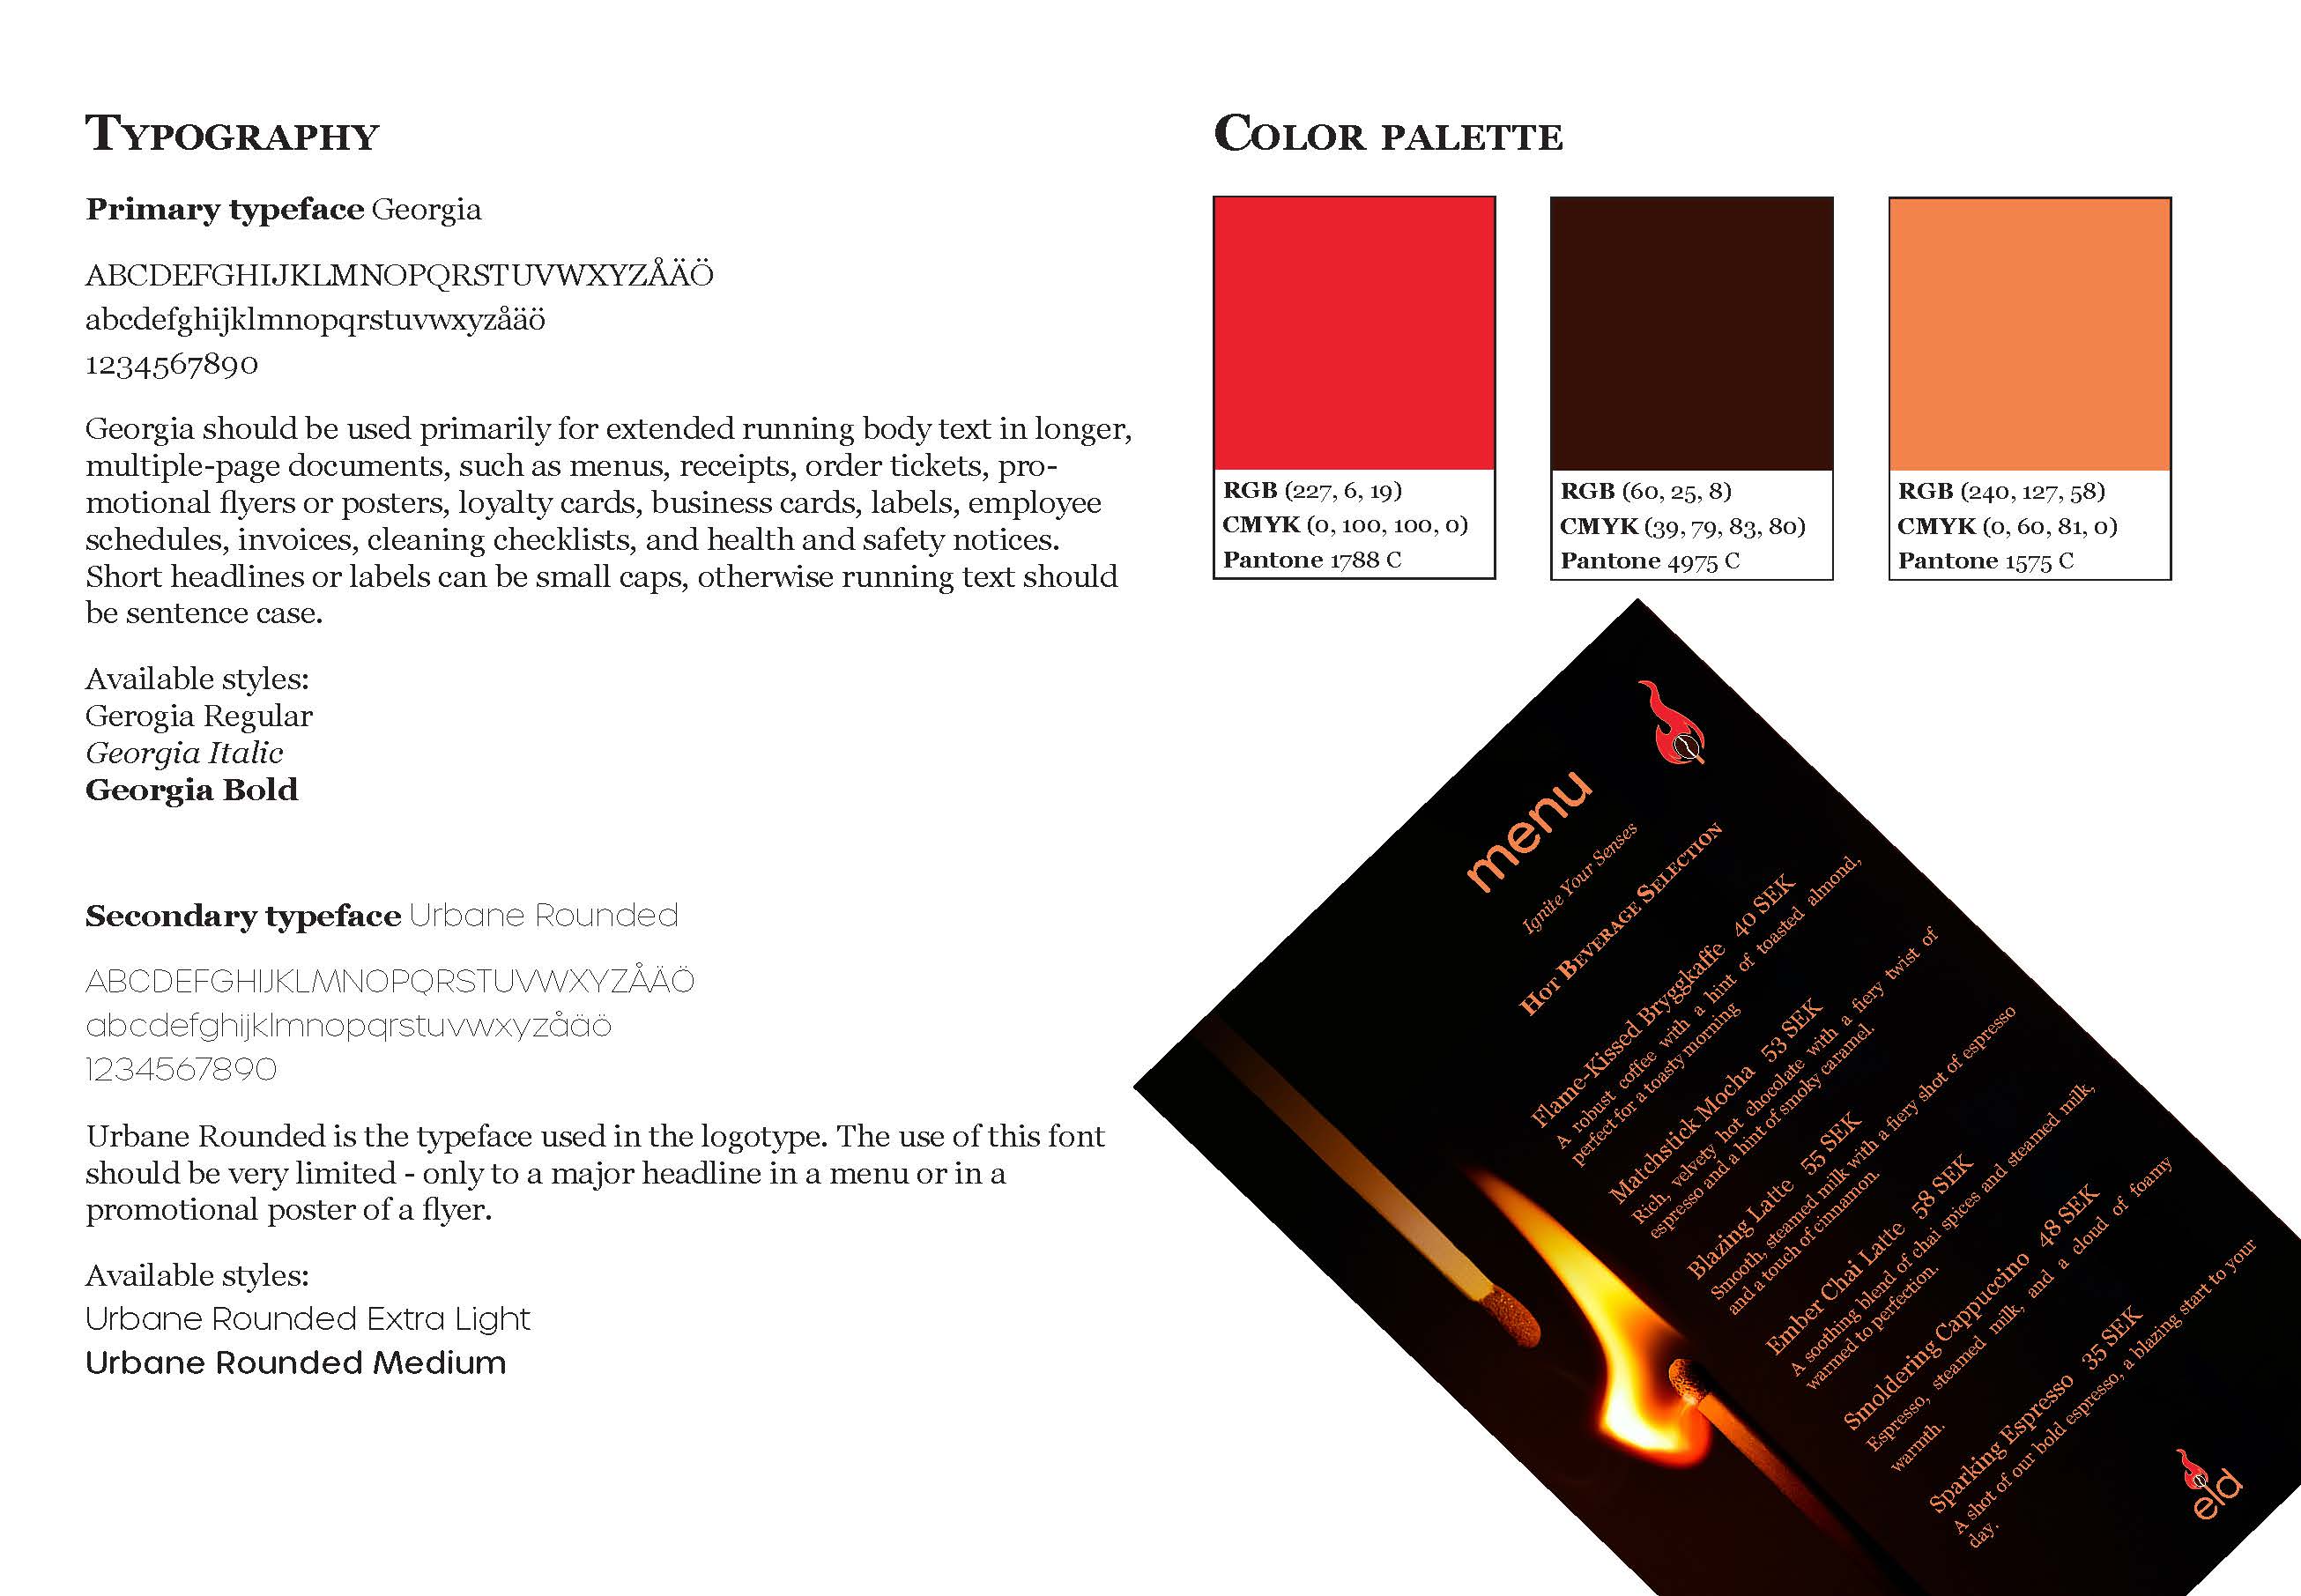 Typography
Primary typeface Georgia
ABCDEFGHIJKLMNOPQRSTUVWXYZÅÄÖ
abcdefghijklmnopqrstuvwxyzåäö
1234567890
Georgia should be used primarily for extended running body text in longer,
multiple-page documents, such as menus, receipts, order tickets, pro-
motional flyers or posters, loyalty cards, business cards, labels, employee
schedules, invoices, cleaning checklists, and health and safety notices.
Short headlines or labels can be small caps, otherwise running text should
be sentence case.
Available styles:
Gerogia Regular
Georgia Italic
Georgia Bold
Secondary typeface Urbane Rounded
ABCDEFGHIJKLMNOPQRSTUVWXYZÅÄÖ
abcdefghijklmnopqrstuvwxyzåäö
1234567890
Urbane Rounded is the typeface used in the logotype. The use of this font
should be very limited - only to a major headline in a menu or in a
promotional poster of a flyer.
Available styles:
Urbane Rounded Extra Light
Urbane Rounded Medium
Color palette
RGB (227, 6, 19)
CMYK (0, 100, 100, 0)
Pantone 1788 C
RGB (60, 25, 8)
CMYK (39, 79, 83, 80)
Pantone 4975 C
RGB (240, 127, 58)
CMYK (0, 60, 81, 0)
Pantone 1575 C
menu
Ignite Your Senses
Hot Beverage Selection
Flame-Kissed Bryggkaffe 40 SEK
A robust coffee with a hint of toasted almond,
perfect for a toasty morning
Matchstick Mocha 53 SEK
Rich, velvety hot chocolate with a fiery twist of
espresso and a hint of smoky caramel.
Blazing Latte 55 SEK
Smooth, steamed milk with a fiery shot of espresso
and a touch of cinnamon.
Ember Chai Latte 58 SEK
A soothing blend of chai spices and steamed milk,
warmed to perfection.
Smoldering Cappuccino 48 SEK
Espresso, steamed milk, and a cloud of foamy
warmth.
Sparking Espresso 35 SEK
A shot of our bold espresso, a blazing start to your
day.
eld